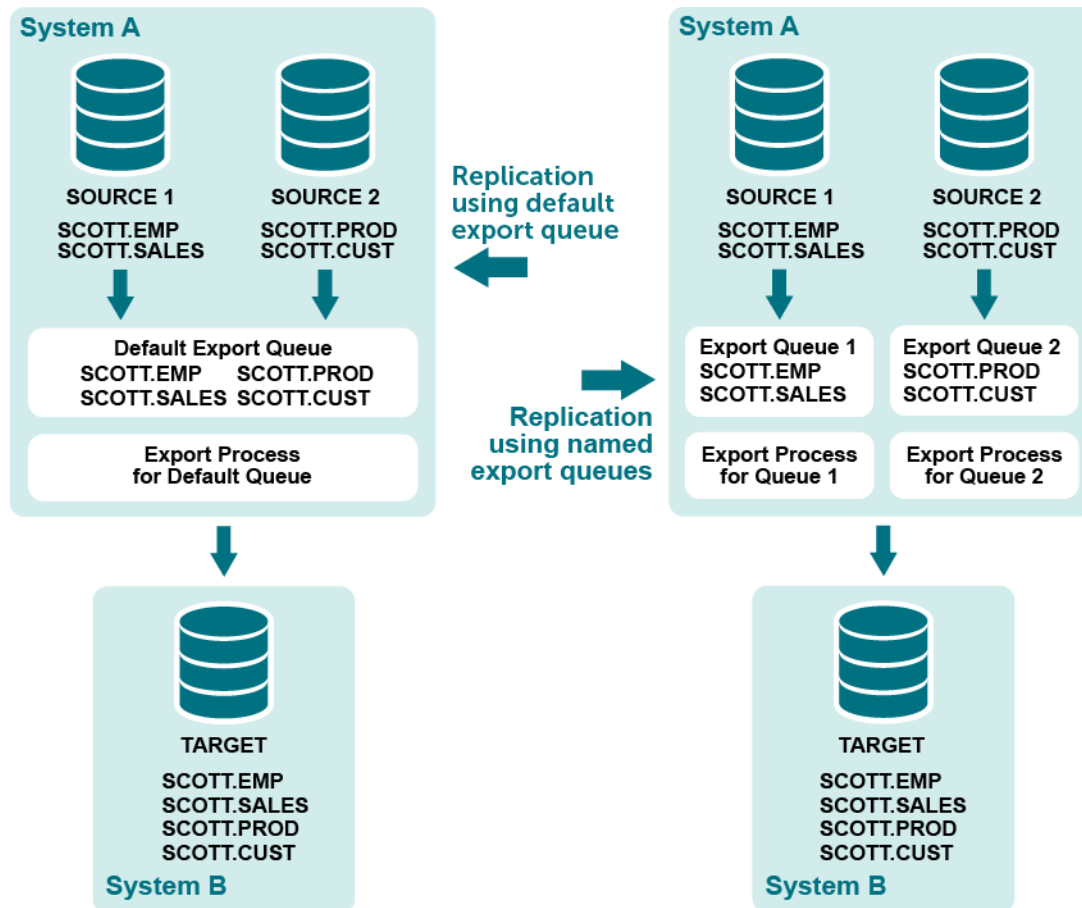 System A
SOURCE 1
SCOTT.EMP
SCOTT.SALES
SOURCE 2
SCOTT.PROD
SCOTT.CUST
Default Export Queue
SCOTT.EMP SCOTT.PROD
SCOTT.SALES SCOTT.CUST
Export Process
for Default Queue
TARGET
SCOTT.EMP
SCOTT.SALES
SCOTT.PROD
SCOTT.CUST
System B
Replication
using default
export queue
Replication
using named
export queues
System A
SOURCE 1
SCOTT.EMP
SCOTT.SALES
SOURCE 2
SCOTT.PROD
SCOTT.CUST
Export Queue 1
SCOTT.EMP
SCOTT.SALES
Export Queue 2
SCOTT.PROD
SCOTT.CUST
Export Process
for Queue 1
Export Process
for Queue 2
TARGET
SCOTT.EMP
SCOTT.SALES
SCOTT.PROD
SCOTT.CUST
System B